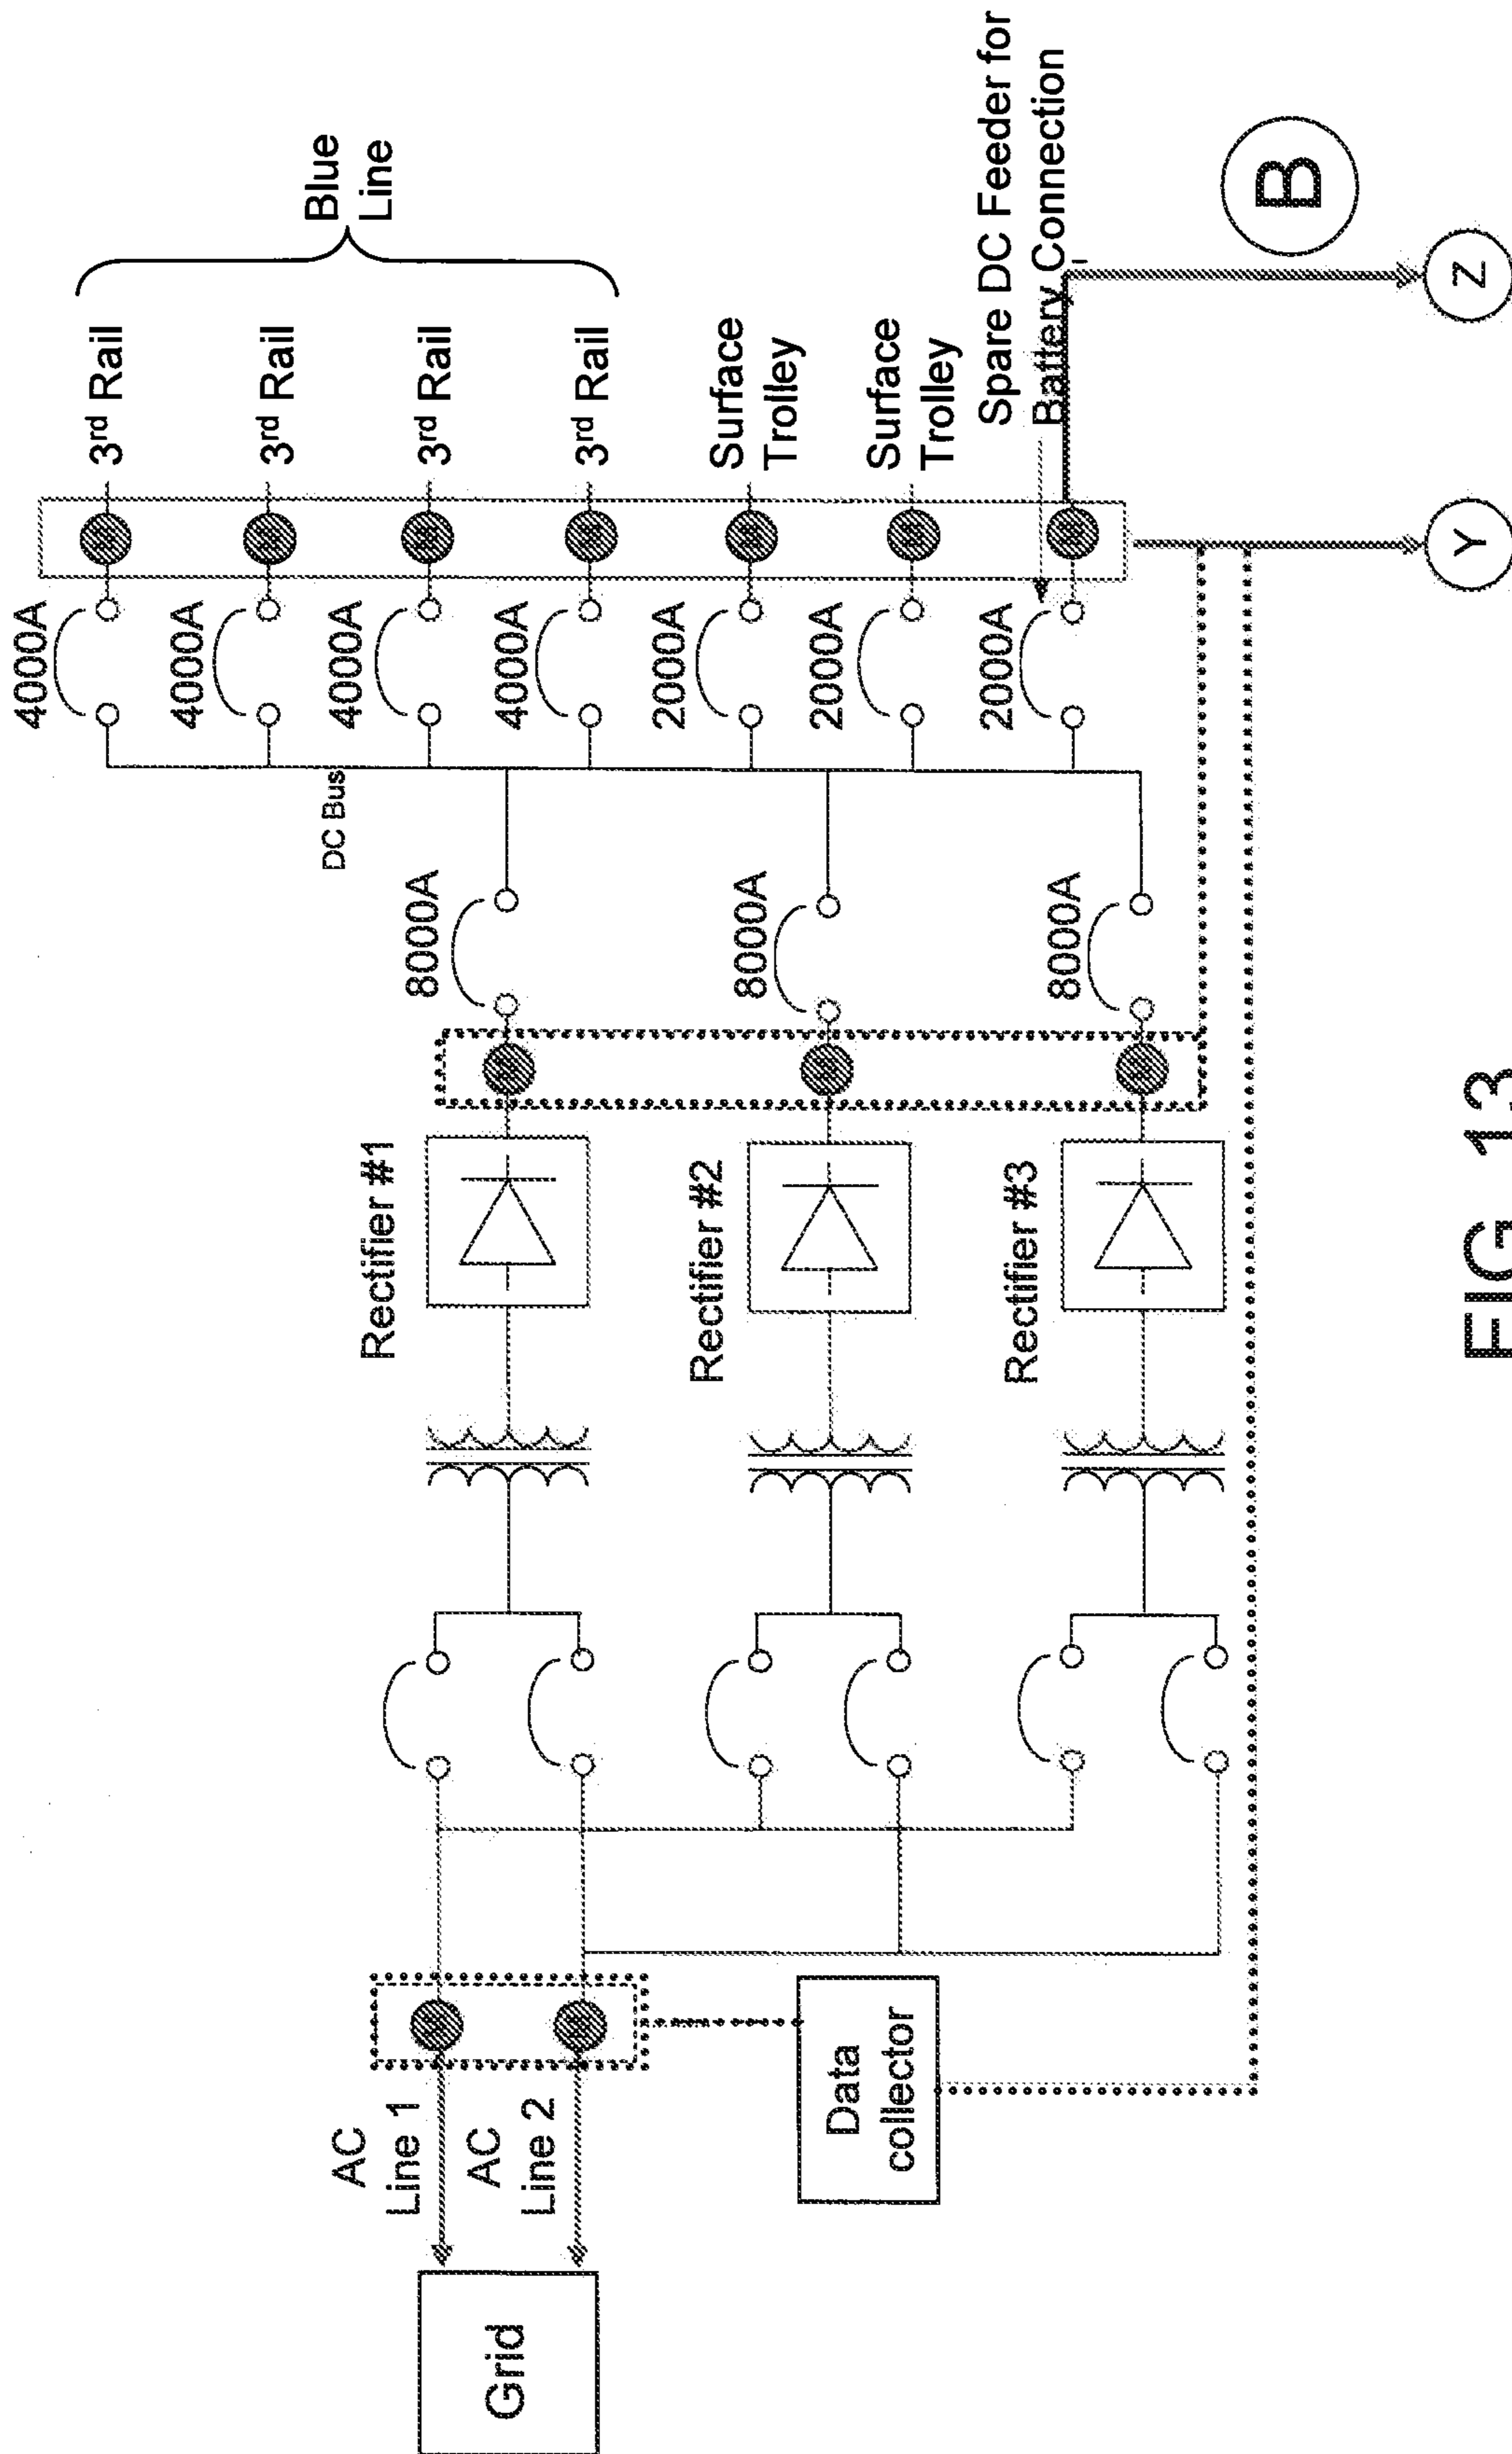 Grid
AC
Line 1
AC
Line 2
Data
collector
Rectifier #1
Rectifier #2
Rectifier #3
8000A
8000A
8000A
DC Bus
4000A
4000A
4000A
4000A
2000A
2000A
2000A
3rd Rail
3rd Rail
3rd Rail
3rd Rail
Surface
Trolley
Surface
Trolley
Blue
Line
Spare DC Feeder for
Battery Connection
B
Y
Z
FIG. 13